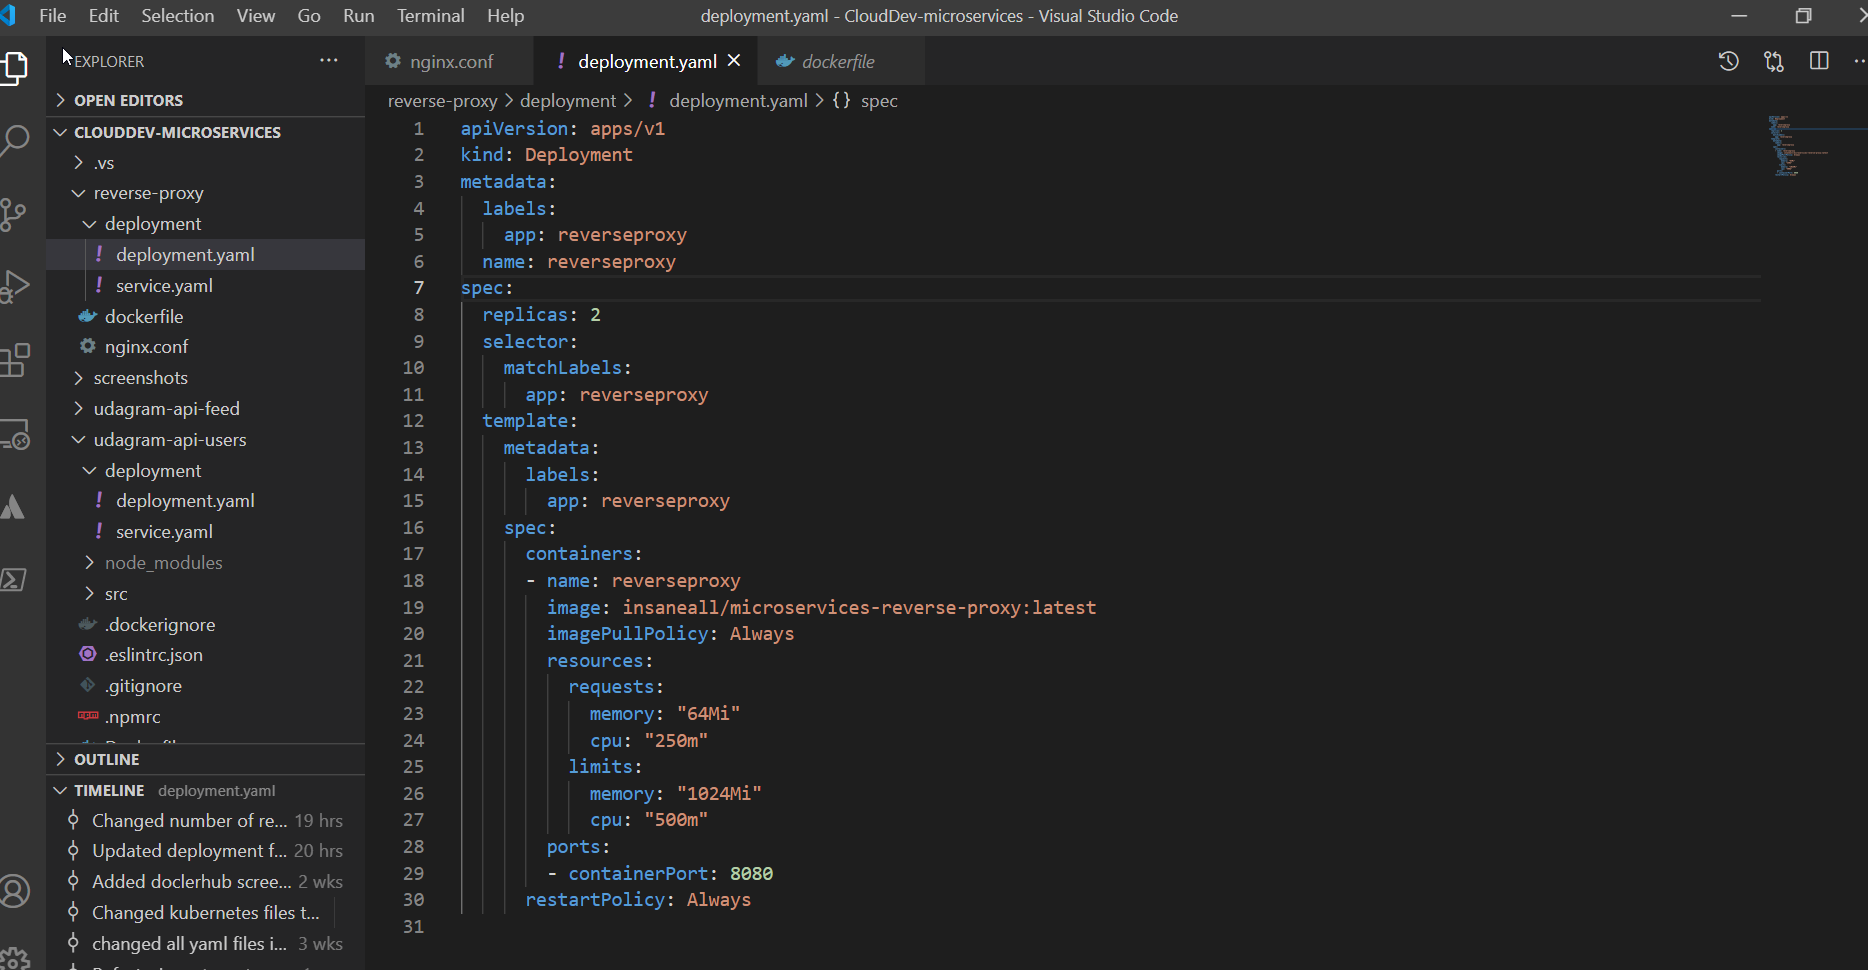 File Edit Selection View Go Run Terminal Help
deployment.yaml - CloudDev-microservices - Visual Studio Code
EXPLORER
OPEN EDITORS
CLOUDDEV-MICROSERVICES
.vs
reverse-proxy
deployment
deployment.yaml
service.yaml
dockerfile
nginx.conf
screenshots
udagram-api-feed
udagram-api-users
deployment
deployment.yaml
service.yaml
node_modules
src
.dockerignore
.eslintrc.json
.gitignore
.npmrc
OUTLINE
TIMELINE deployment.yaml
Changed number of re... 19 hrs
Updated deployment f... 20 hrs
Added doclerhub scree... 2 wks
Changed kubernetes files t...
changed all yaml files i... 3 wks
nginx.conf
deployment.yaml
dockerfile
reverse-proxy > deployment > ! deployment.yaml > {} spec
1 apiVersion: apps/v1
2 kind: Deployment
3 metadata:
4 labels:
5 app: reverseproxy
6 name: reverseproxy
7 spec:
8 replicas: 2
9 selector:
10 matchLabels:
11 app: reverseproxy
12 template:
13 metadata:
14 labels:
15 app: reverseproxy
16 spec:
17 containers:
18 - name: reverseproxy
19 image: insaneall/microservices-reverse-proxy:latest
20 imagePullPolicy: Always
21 resources:
22 requests:
23 memory: "64Mi"
24 cpu: "250m"
25 limits:
26 memory: "1024Mi"
27 cpu: "500m"
28 ports:
29 - containerPort: 8080
30 restartPolicy: Always
31